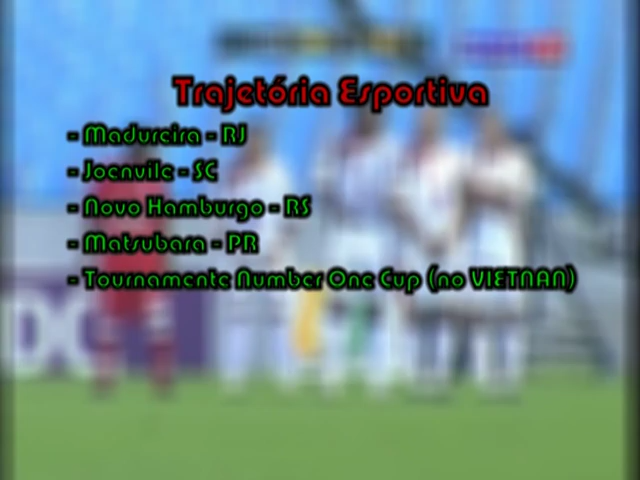 Trajetória Esportiva
- Madureira - RJ
- Joenvile - SC
- Novo Hamburgo - RS
- Matsubara - PR
- Tournamente Number One Cup (no VIETNAN)